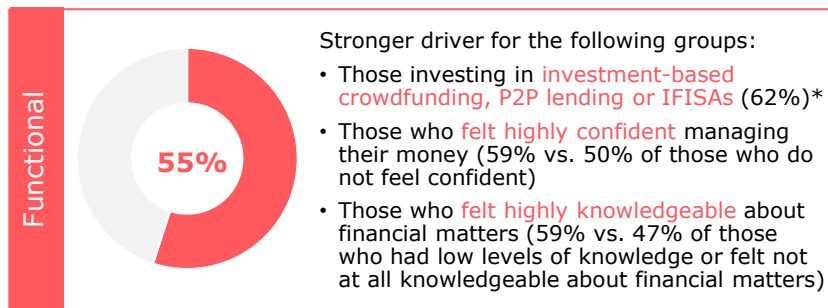 Functional
55%
Stronger driver for the following groups:
• Those investing in investment-based
crowdfunding, P2P lending or IFISAs (62%)*
• Those who felt highly confident managing
their money (59% vs. 50% of those who do
not feel confident)
• Those who felt highly knowledgeable about
financial matters (59% vs. 47% of those
who had low levels of knowledge or felt not
at all knowledgeable about financial matters)